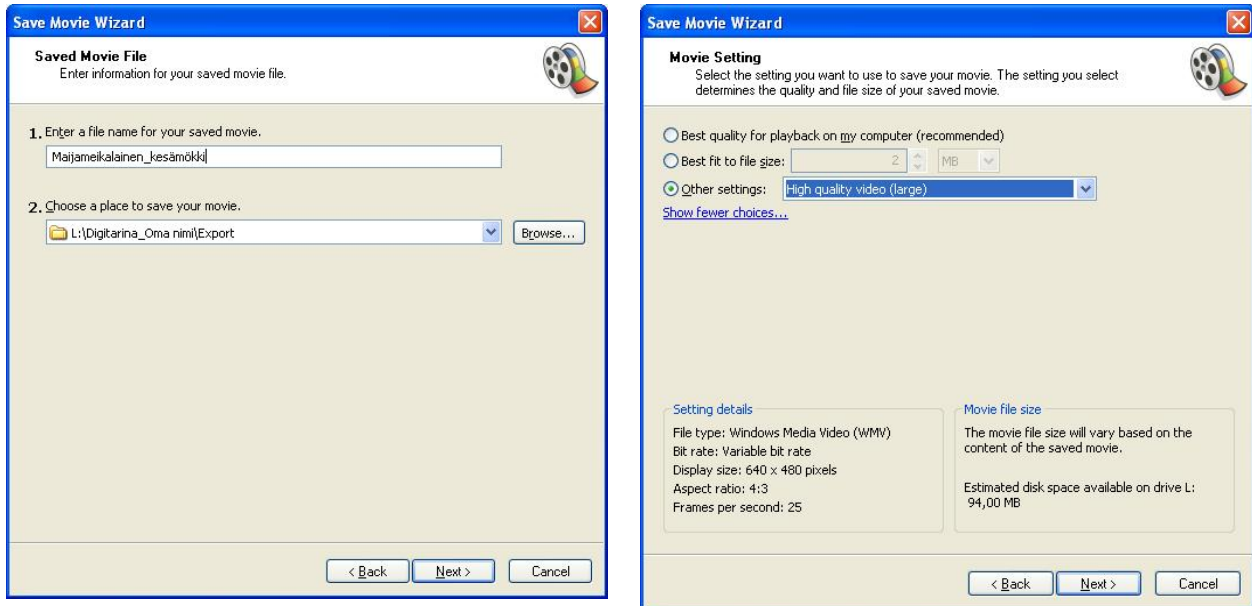 Save Movie Wizard
Saved Movie File
Enter information for your saved movie file.
1. Enter a file name for your saved movie.
Maijameikalainen_kesämökki
2. Choose a place to save your movie.
L:\Digitarina_Oma nimi\Export
Browse...
< Back
Next >
Cancel
Save Movie Wizard
Movie Setting
Select the setting you want to use to save your movie. The setting you select
determines the quality and file size of your saved movie.
Best quality for playback on my computer (recommended)
Best fit to file size: 2 MB
Other settings: High quality video (large)
Show fewer choices...
Setting details
File type: Windows Media Video (WMV)
Bit rate: Variable bit rate
Display size: 640 x 480 pixels
Aspect ratio: 4:3
Frames per second: 25
Movie file size
The movie file size will vary based on the
content of the saved movie.
Estimated disk space available on drive L:
94,00 MB
< Back
Next >
Cancel